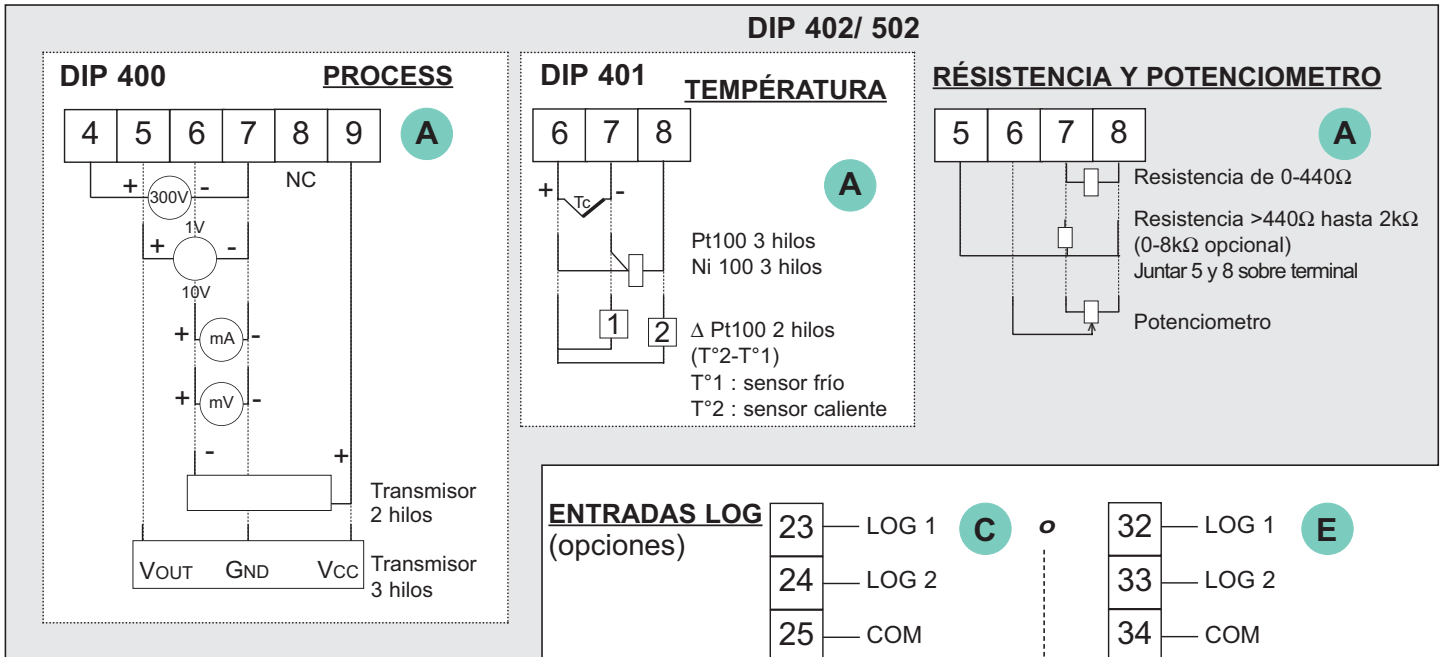 DIP 402/ 502
DIP 400 PROCESS
4 5 6 7 8 9 A
NC
+ 300V -
1V
+ -
10V
+ mA -
+ mV -
- +
Transmisor
2 hilos
VOUT GND VCC
Transmisor
3 hilos
DIP 401
TEMPÉRATURA
6 7 8
A
+ Tc -
Pt100 3 hilos
Ni 100 3 hilos
1 2
Δ Pt100 2 hilos
(T°2-T°1)
T°1 : sensor frío
T°2 : sensor caliente
RÉSISTENCIA Y POTENCIOMETRO
5 6 7 8 A
Resistencia de 0-440Ω
Resistencia >440Ω hasta 2kΩ
(0-8kΩ opcional)
Juntar 5 y 8 sobre terminal
Potenciometro
ENTRADAS LOG
(opciones)
23 LOG 1 C o 32 LOG 1 E
24 LOG 2 33 LOG 2
25 COM 34 COM